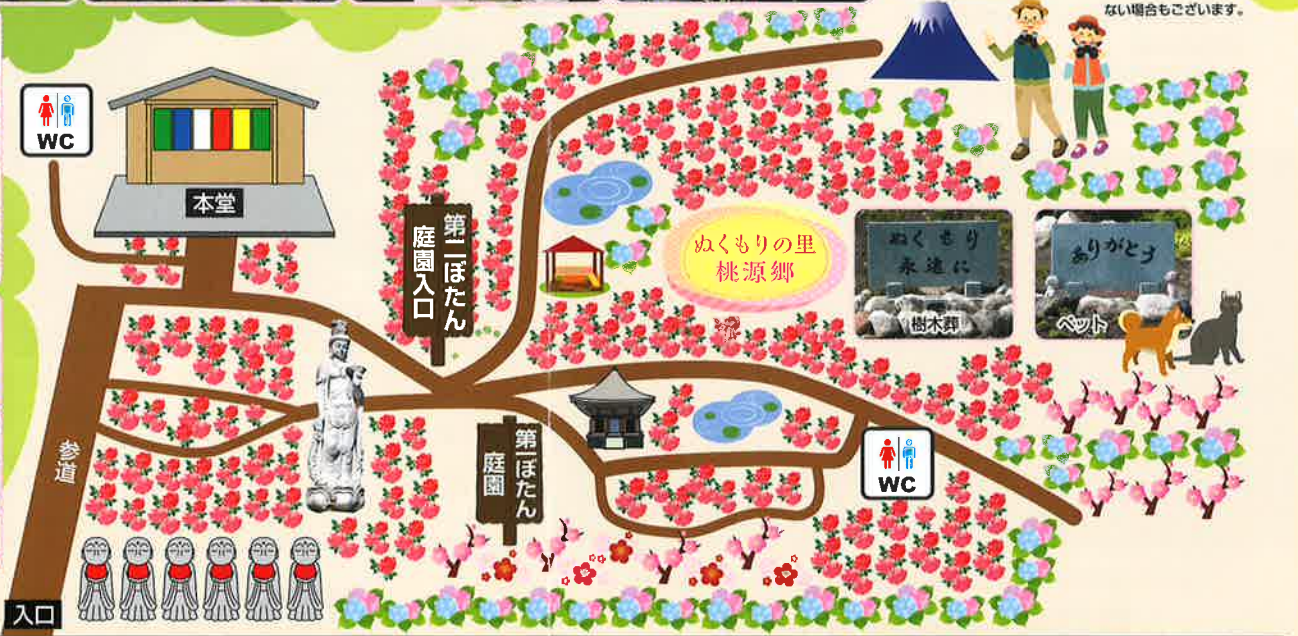 ない場合もございます。
WC
本堂
第二ぼたん
庭園入口
ぬくもりの里
桃源郷
ぬくもり
永遠に
樹木葬
ありがとう
ペット
参道
第一ぼたん
庭園
WC
入口